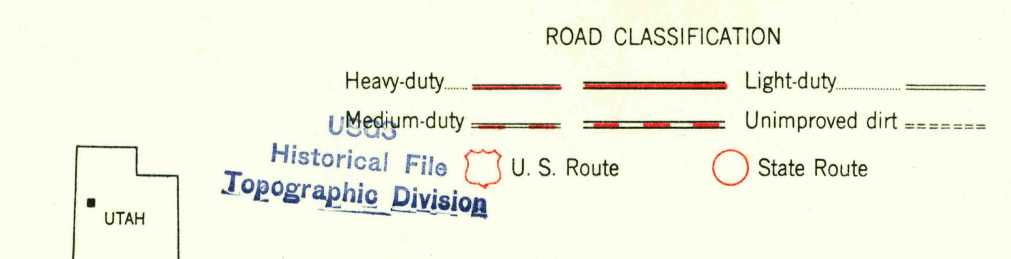 ROAD CLASSIFICATION
Heavy-duty Light-duty
Medium-duty Unimproved dirt
U. S. Route State Route
USGS
Historical File
Topographic Division
UTAH